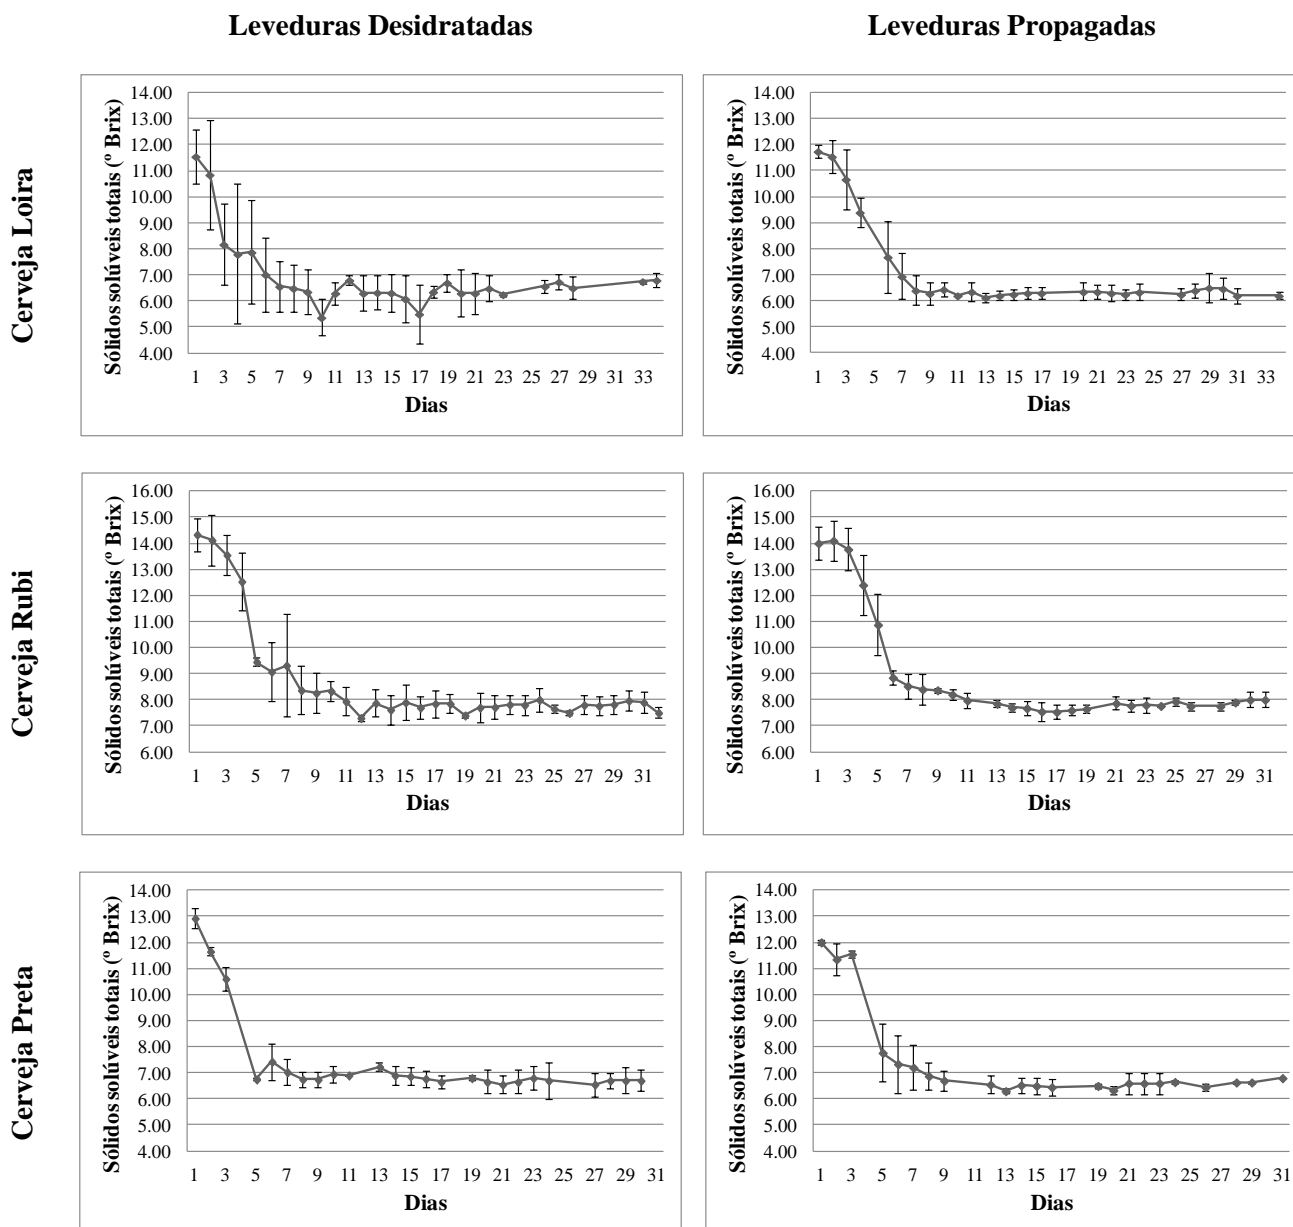 Leveduras Desidratadas
Leveduras Propagadas
Cerveja Loira
Sólidos solúveis totais (º Brix)
14.00
13.00
12.00
11.00
10.00
9.00
8.00
7.00
6.00
5.00
4.00
1 3 5 7 9 11 13 15 17 19 21 23 25 27 29 31 33
Dias
Sólidos solúveis totais (º Brix)
14.00
13.00
12.00
11.00
10.00
9.00
8.00
7.00
6.00
5.00
4.00
1 3 5 7 9 11 13 15 17 19 21 23 25 27 29 31 33
Dias
Cerveja Rubi
Sólidos solúveis totais (º Brix)
16.00
15.00
14.00
13.00
12.00
11.00
10.00
9.00
8.00
7.00
6.00
1 3 5 7 9 11 13 15 17 19 21 23 25 27 29 31
Dias
Sólidos solúveis totais (º Brix)
16.00
15.00
14.00
13.00
12.00
11.00
10.00
9.00
8.00
7.00
6.00
1 3 5 7 9 11 13 15 17 19 21 23 25 27 29 31
Dias
Cerveja Preta
Sólidos solúveis totais (º Brix)
14.00
13.00
12.00
11.00
10.00
9.00
8.00
7.00
6.00
5.00
4.00
1 3 5 7 9 11 13 15 17 19 21 23 25 27 29 31
Dias
Sólidos solúveis totais (º Brix)
14.00
13.00
12.00
11.00
10.00
9.00
8.00
7.00
6.00
5.00
4.00
1 3 5 7 9 11 13 15 17 19 21 23 25 27 29 31
Dias